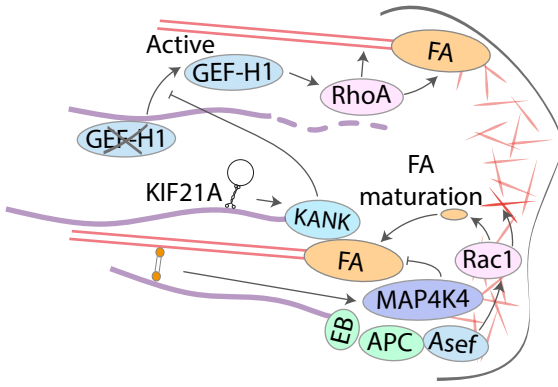 Active
GEF-H1
FA
RhoA
GEF-H1
KIF21A
KANK
FA
maturation
FA
Rac1
MAP4K4
EB
APC
Asef